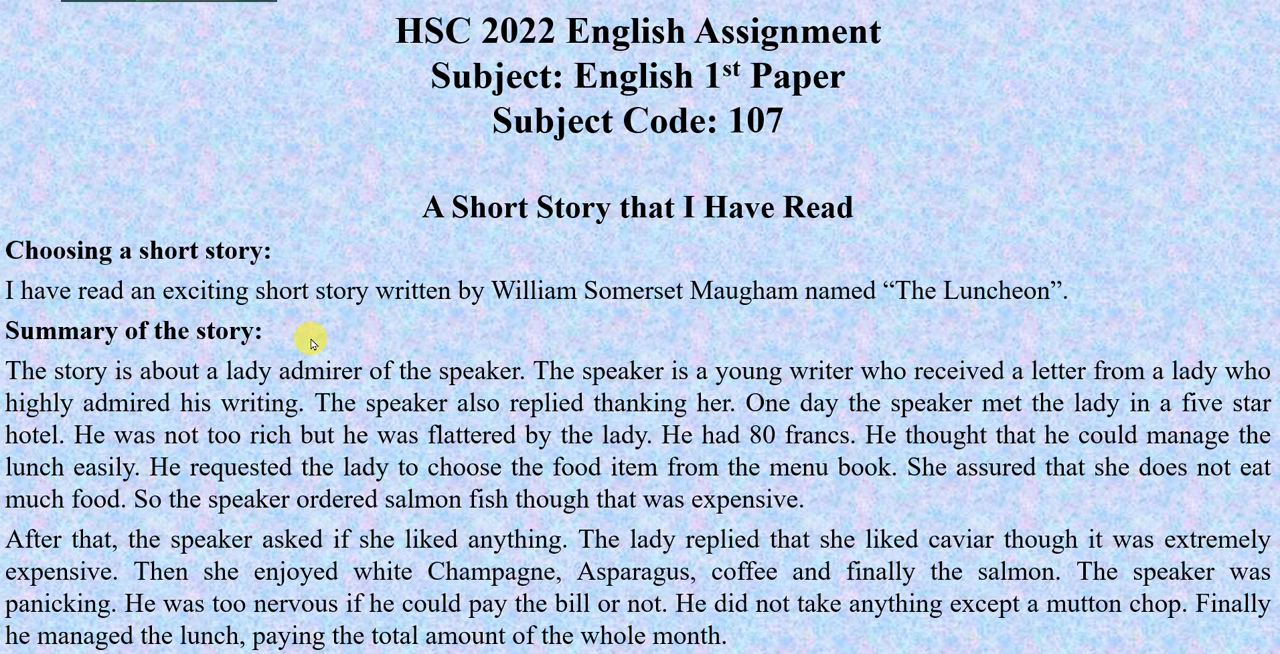 HSC 2022 English Assignment
Subject: English 1st Paper
Subject Code: 107
A Short Story that I Have Read
Choosing a short story:
I have read an exciting short story written by William Somerset Maugham named “The Luncheon”.
Summary of the story:
The story is about a lady admirer of the speaker. The speaker is a young writer who received a letter from a lady who
highly admired his writing. The speaker also replied thanking her. One day the speaker met the lady in a five star
hotel. He was not too rich but he was flattered by the lady. He had 80 francs. He thought that he could manage the
lunch easily. He requested the lady to choose the food item from the menu book. She assured that she does not eat
much food. So the speaker ordered salmon fish though that was expensive.
After that, the speaker asked if she liked anything. The lady replied that she liked caviar though it was extremely
expensive. Then she enjoyed white Champagne, Asparagus, coffee and finally the salmon. The speaker was
panicking. He was too nervous if he could pay the bill or not. He did not take anything except a mutton chop. Finally
he managed the lunch, paying the total amount of the whole month.